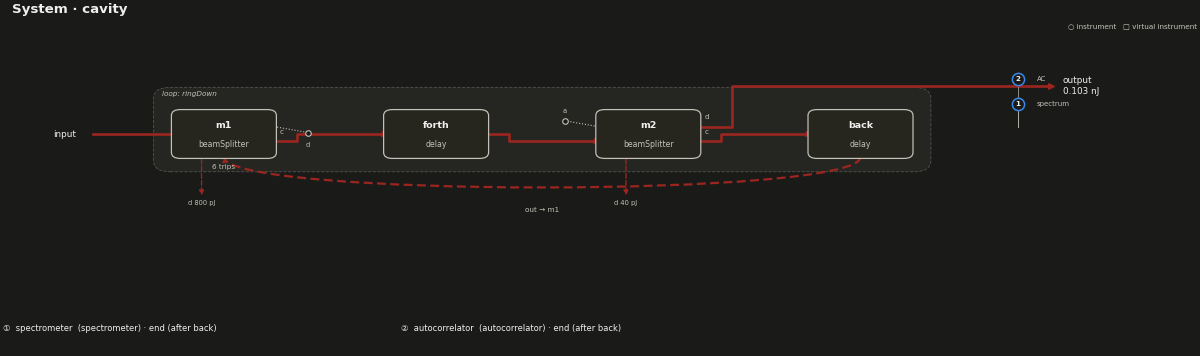 System · cavity
○ instrument □ virtual instrument
loop: ringDown
input
m1
beamSplitter
c
d
forth
delay
a
m2
beamSplitter
d
c
back
delay
2 AC
1 spectrum
output
0.103 nJ
6 trips
d 800 pJ
d 40 pJ
out → m1
① spectrometer (spectrometer) · end (after back)
② autocorrelator (autocorrelator) · end (after back)